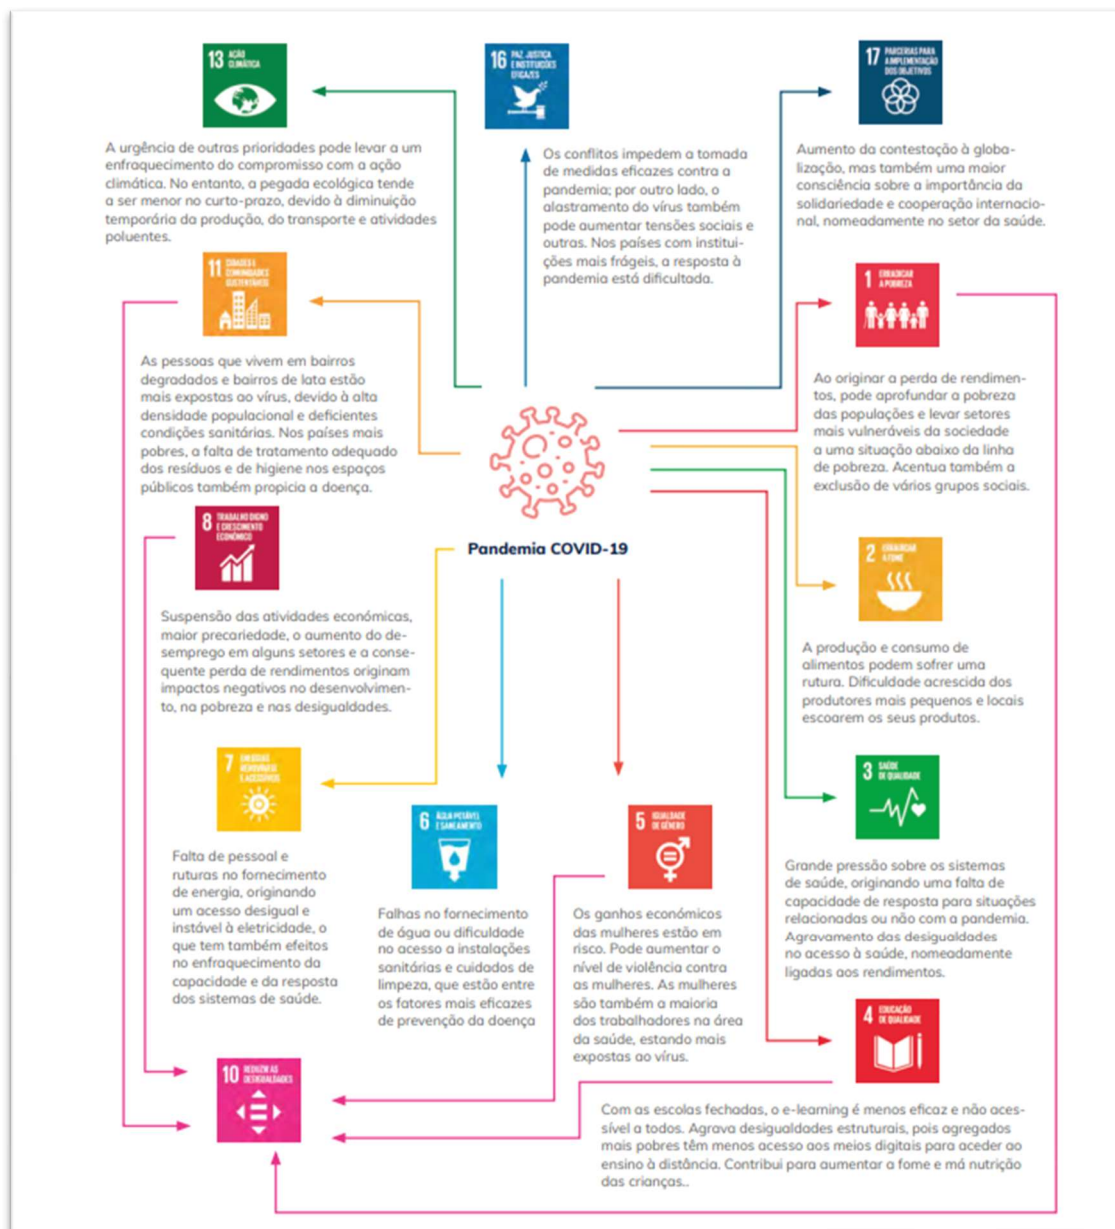 13 AÇÃO
CLIMÁTICA
A urgência de outras prioridades pode levar a um
enfraquecimento do compromisso com a ação
climática. No entanto, a pegada ecológica tende
a ser menor no curto-prazo, devido à diminuição
temporária da produção, do transporte e atividades
poluentes.
16 PAZ, JUSTIÇA
E INSTITUIÇÕES
EFICAZES
Os conflitos impedem a tomada
de medidas eficazes contra a
pandemia; por outro lado, o
alastramento do vírus também
pode aumentar tensões sociais e
outras. Nos países com institui-
ções mais frágeis, a resposta à
pandemia está dificultada.
17 PARCERIAS PARA
A IMPLEMENTAÇÃO
DOS OBJETIVOS
Aumento da contestação à globa-
lização, mas também uma maior
consciência sobre a importância da
solidariedade e cooperação internacio-
nal, nomeadamente no setor da saúde.
11 CIDADES E
COMUNIDADES
SUSTENTÁVEIS
As pessoas que vivem em bairros
degradados e bairros de lata estão
mais expostas ao vírus, devido à alta
densidade populacional e deficientes
condições sanitárias. Nos países mais
pobres, a falta de tratamento adequado
dos resíduos e de higiene nos espaços
públicos também propicia a doença.
1 ERRADICAR
A POBREZA
Ao originar a perda de rendimen-
tos, pode aprofundar a pobreza
das populações e levar setores
mais vulneráveis da sociedade
a uma situação abaixo da linha
de pobreza. Acentua também a
exclusão de vários grupos sociais.
Pandemia COVID-19
8 TRABALHO DIGNO
E CRESCIMENTO
ECONÓMICO
Suspensão das atividades económicas,
maior precariedade, o aumento do de-
semprego em alguns setores e a conse-
quente perda de rendimentos originam
impactos negativos no desenvolvimen-
to, na pobreza e nas desigualdades.
2 ERRADICAR
A FOME
A produção e consumo de
alimentos podem sofrer uma
rutura. Dificuldade acrescida dos
produtores mais pequenos e locais
escoarem os seus produtos.
7 ENERGIAS
RENOVÁVEIS
E ACESSÍVEIS
Falta de pessoal e
ruturas no fornecimento
de energia, originando
um acesso desigual e
instável à eletricidade, o
que tem também efeitos
no enfraquecimento da
capacidade e da resposta
dos sistemas de saúde.
6 ÁGUA POTÁVEL
E SANEAMENTO
Falhas no fornecimento
de água ou dificuldade
no acesso a instalações
sanitárias e cuidados de
limpeza, que estão entre
os fatores mais eficazes
de prevenção da doença
5 IGUALDADE
DE GÉNERO
Os ganhos económicos
das mulheres estão em
risco. Pode aumentar o
nível de violência contra
as mulheres. As mulheres
são também a maioria
dos trabalhadores na área
da saúde, estando mais
expostas ao vírus.
3 SAÚDE
DE QUALIDADE
Grande pressão sobre os sistemas
de saúde, originando uma falta de
capacidade de resposta para situações
relacionadas ou não com a pandemia.
Agravamento das desigualdades
no acesso à saúde, nomeadamente
ligadas aos rendimentos.
4 EDUCAÇÃO
DE QUALIDADE
Com as escolas fechadas, o e-learning é menos eficaz e não aces-
sível a todos. Agrava desigualdades estruturais, pois agregados
mais pobres têm menos acesso aos meios digitais para aceder ao
ensino à distância. Contribui para aumentar a fome e má nutrição
das crianças..
10 REDUZIR AS
DESIGUALDADES